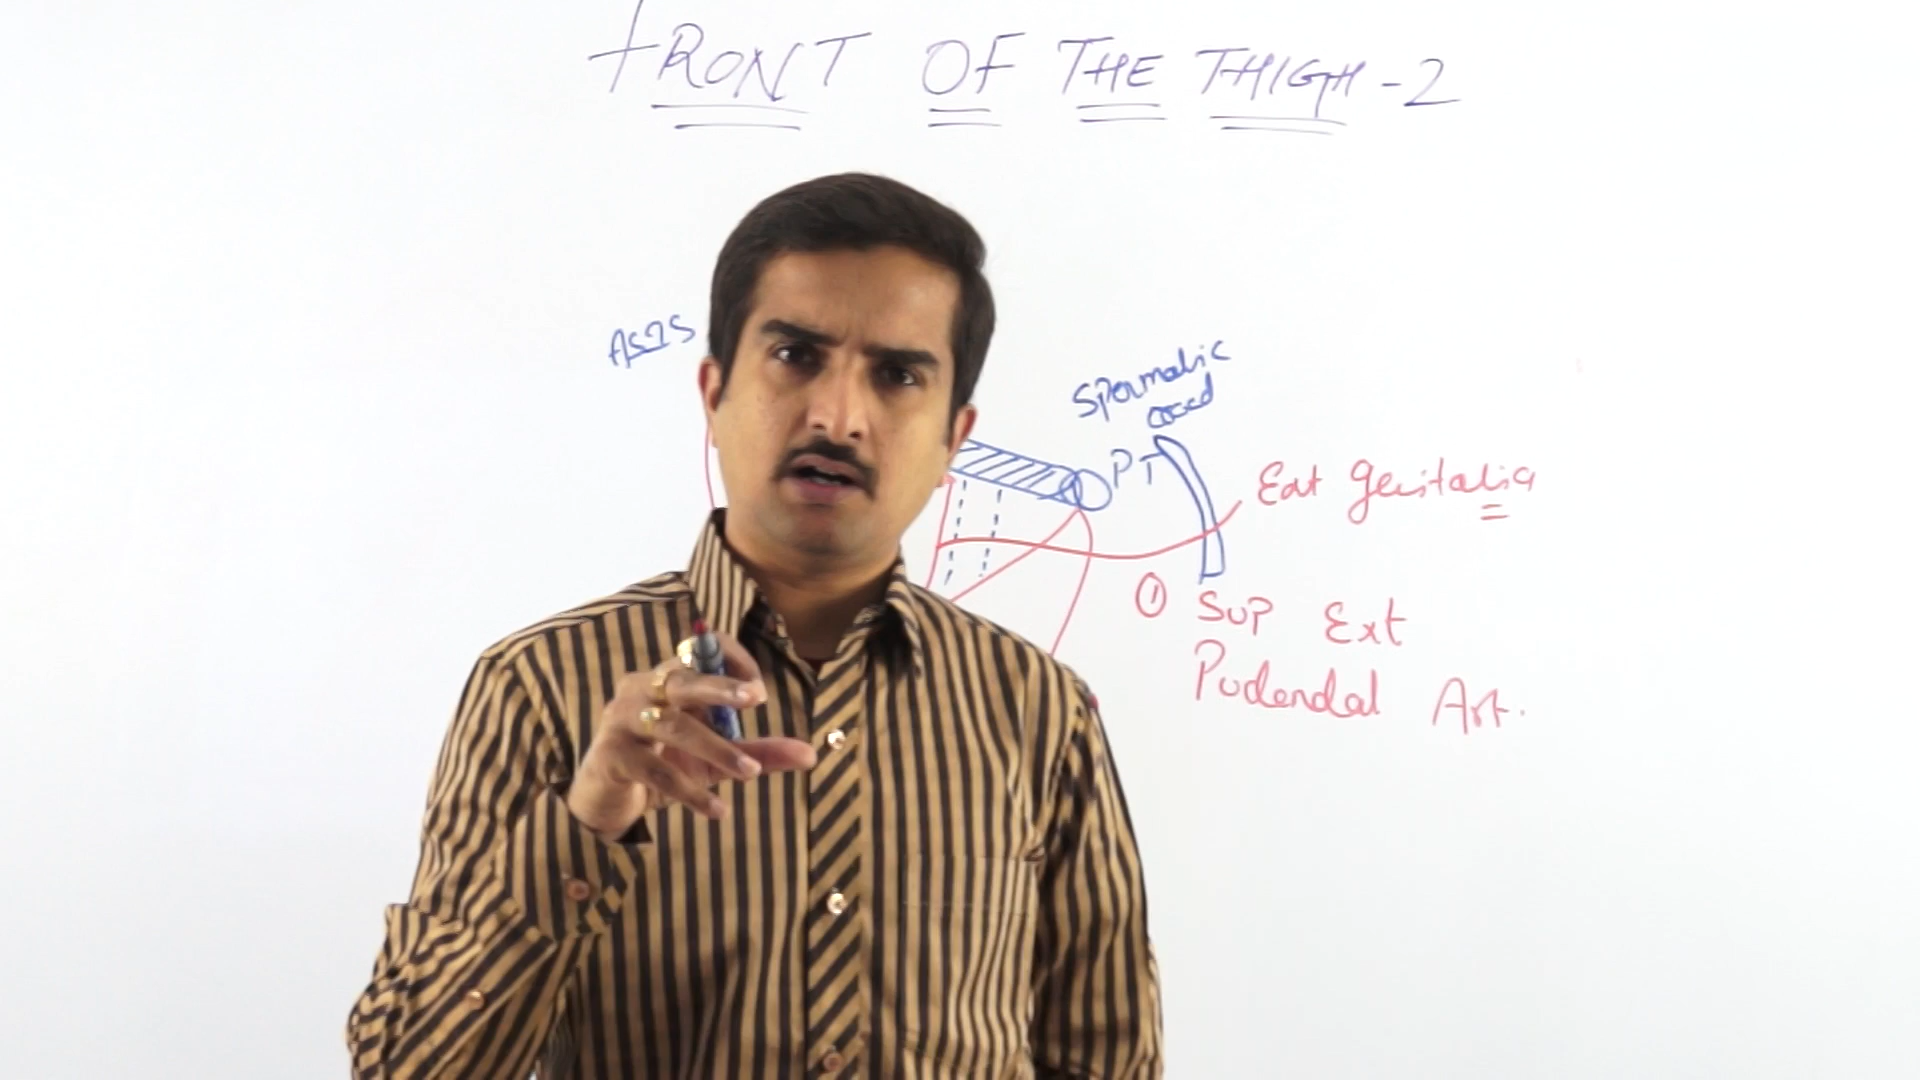 FRONT OF THE THIGH - 2
ASIS
Spermatic
cord
PT
Ext genitalia
① Sup Ext
Pudendal Art.